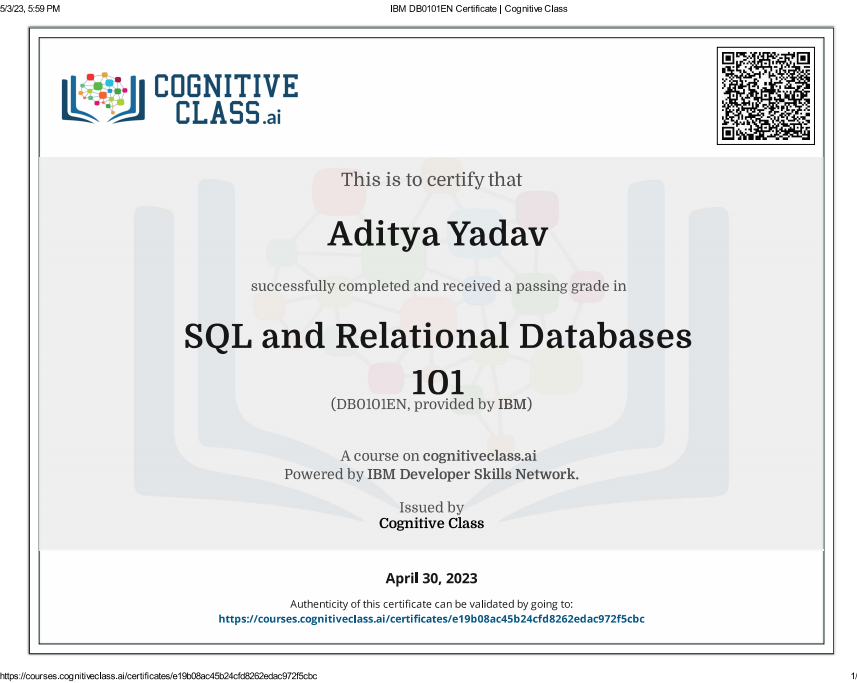 5/3/23, 5:59 PM
IBM DB0101EN Certificate | Cognitive Class
COGNITIVE
CLASS.ai
This is to certify that
Aditya Yadav
successfully completed and received a passing grade in
SQL and Relational Databases
101
(DB0101EN, provided by IBM)
A course on cognitiveclass.ai
Powered by IBM Developer Skills Network.
Issued by
Cognitive Class
April 30, 2023
Authenticity of this certificate can be validated by going to:
https://courses.cognitiveclass.ai/certificates/e19b08ac45b24cfd8262edac972f5cbc
https://courses.cognitiveclass.ai/certificates/e19b08ac45b24cfd8262edac972f5cbc
1/